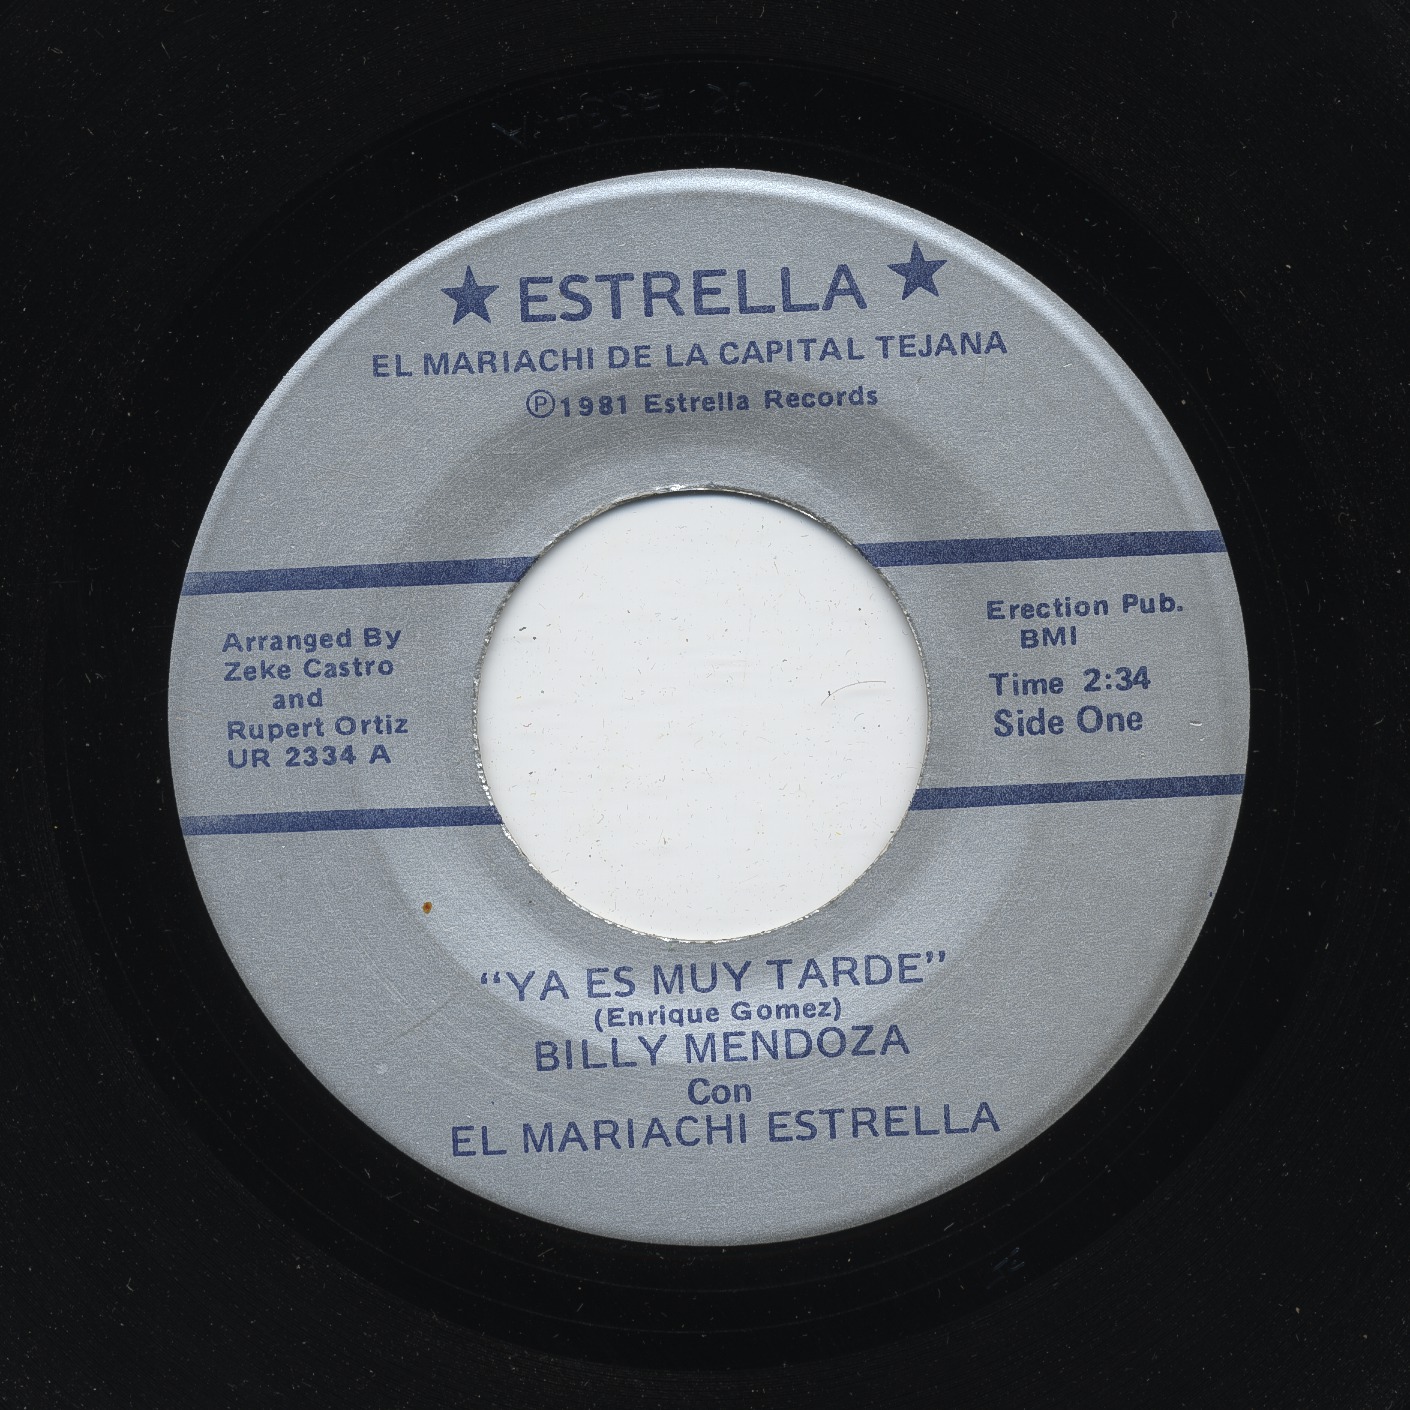 ★ ESTRELLA ★
EL MARIACHI DE LA CAPITAL TEJANA
Ⓟ1981 Estrella Records
Arranged By
Zeke Castro
and
Rupert Ortiz
UR 2334 A
Erection Pub.
BMI
Time 2:34
Side One
“YA ES MUY TARDE”
(Enrique Gomez)
BILLY MENDOZA
Con
EL MARIACHI ESTRELLA